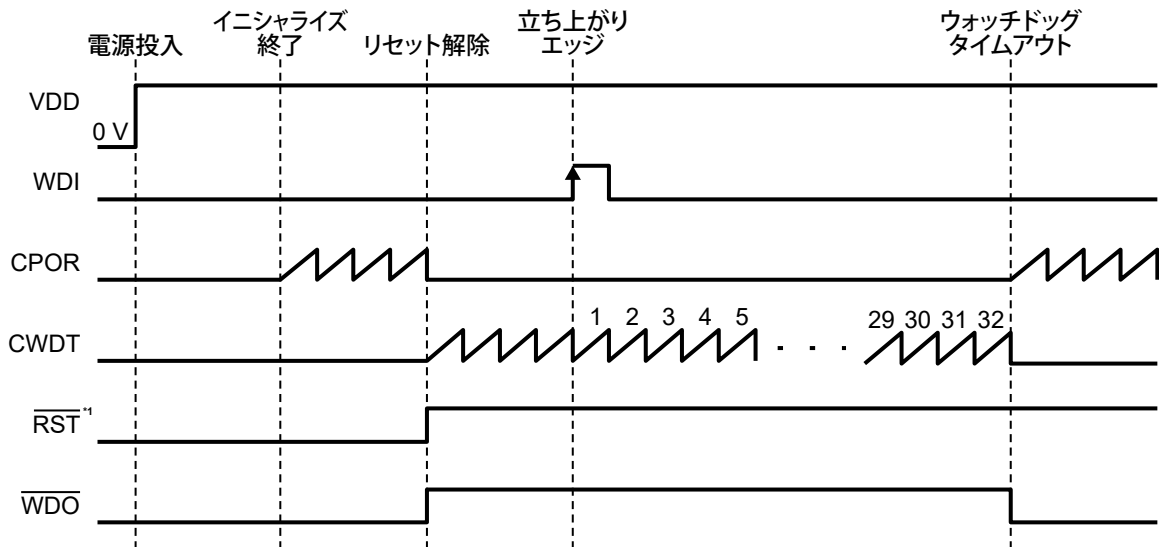 電源投入
イニシャライズ
終了
リセット解除
立ち上がり
エッジ
ウォッチドッグ
タイムアウト
VDD
0 V
WDI
CPOR
CWDT
1 2 3 4 5 · · · 29 30 31 32
RST*1
WDO